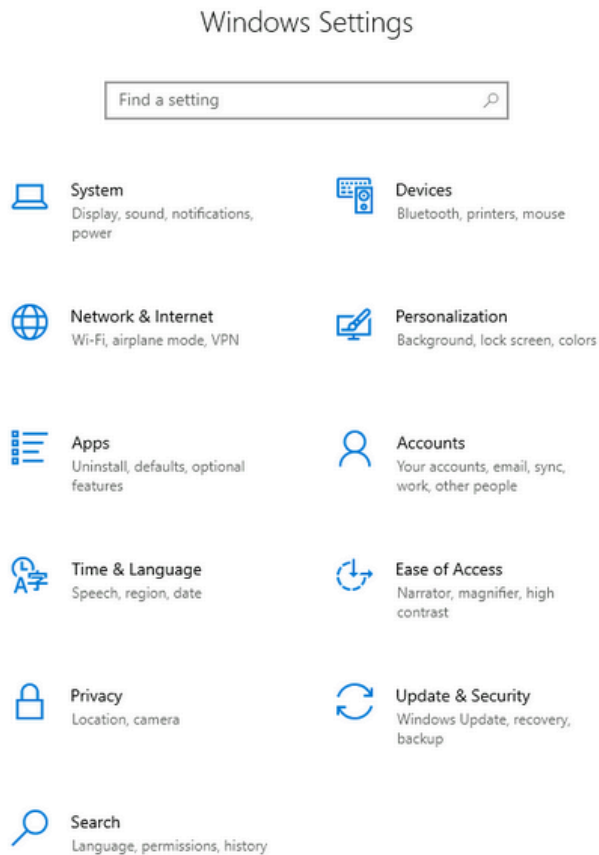 Windows Settings
Find a setting
System
Display, sound, notifications,
power
Devices
Bluetooth, printers, mouse
Network & Internet
Wi-Fi, airplane mode, VPN
Personalization
Background, lock screen, colors
Apps
Uninstall, defaults, optional
features
Accounts
Your accounts, email, sync,
work, other people
Time & Language
Speech, region, date
Ease of Access
Narrator, magnifier, high
contrast
Privacy
Location, camera
Update & Security
Windows Update, recovery,
backup
Search
Language, permissions, history